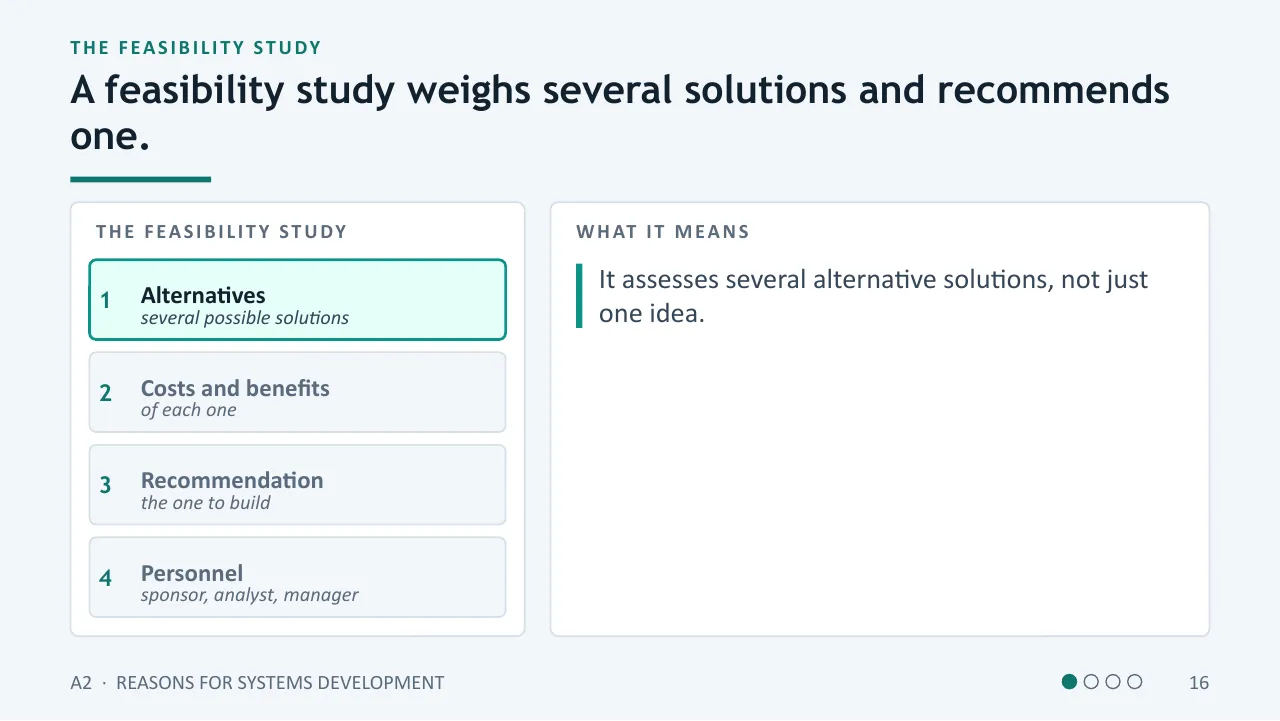 THE FEASIBILITY STUDY
A feasibility study weighs several solutions and recommends
one.
THE FEASIBILITY STUDY
1
Alternatives
several possible solutions
2
Costs and benefits
of each one
3
Recommendation
the one to build
4
Personnel
sponsor, analyst, manager
WHAT IT MEANS
It assesses several alternative solutions, not just
one idea.
A2 · REASONS FOR SYSTEMS DEVELOPMENT
16